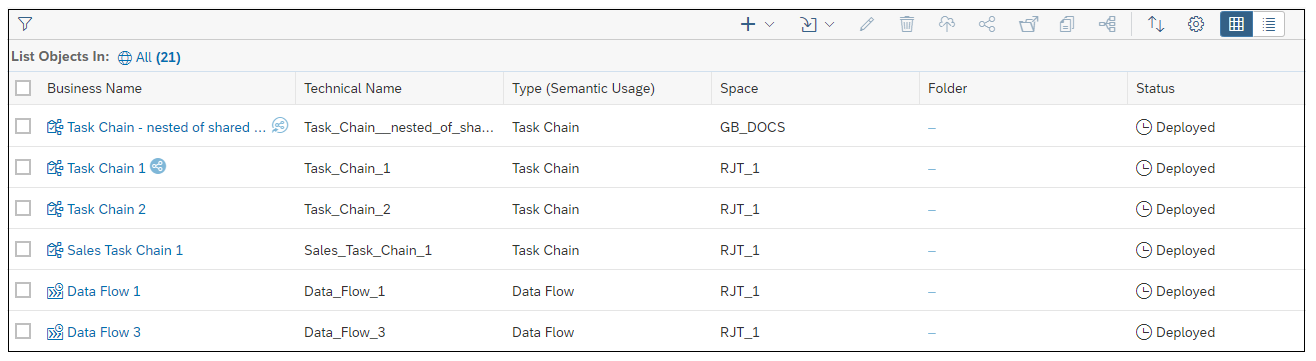 List Objects In: All (21)
Business Name Technical Name Type (Semantic Usage) Space Folder Status
Task Chain - nested of shared ... Task_Chain__nested_of_sha... Task Chain GB_DOCS – Deployed
Task Chain 1 Task_Chain_1 Task Chain RJT_1 – Deployed
Task Chain 2 Task_Chain_2 Task Chain RJT_1 – Deployed
Sales Task Chain 1 Sales_Task_Chain_1 Task Chain RJT_1 – Deployed
Data Flow 1 Data_Flow_1 Data Flow RJT_1 – Deployed
Data Flow 3 Data_Flow_3 Data Flow RJT_1 – Deployed